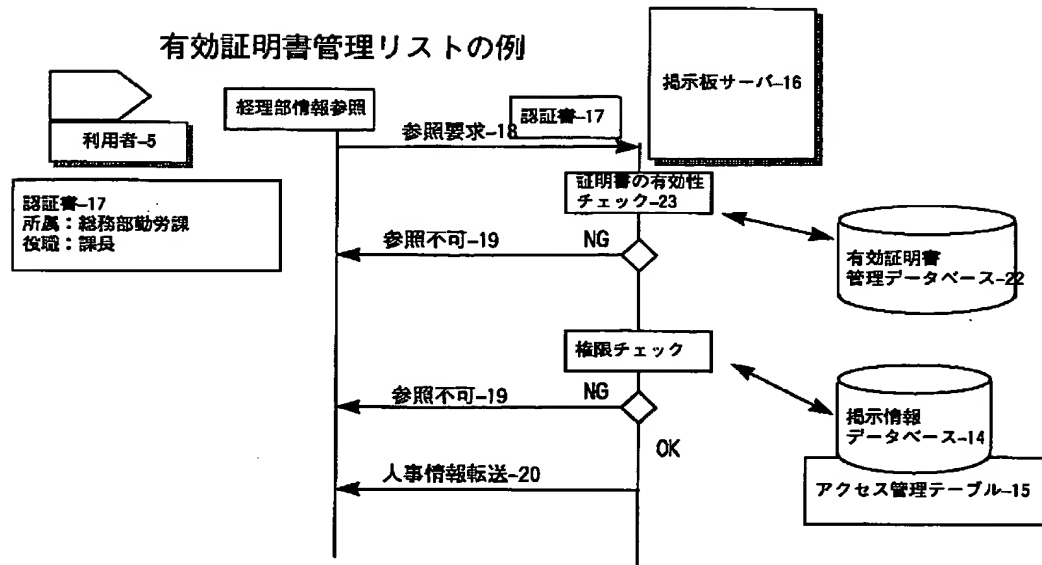 有効証明書管理リストの例
掲示板サーバ-16
利用者-5
経理部情報参照
認証書-17
参照要求-18
認証書-17
所属：総務部勤労課
役職：課長
証明書の有効性
チェック-23
参照不可-19
NG
有効証明書
管理データベース-22
権限チェック
参照不可-19
NG
OK
掲示情報
データベース-14
アクセス管理テーブル-15
人事情報転送-20